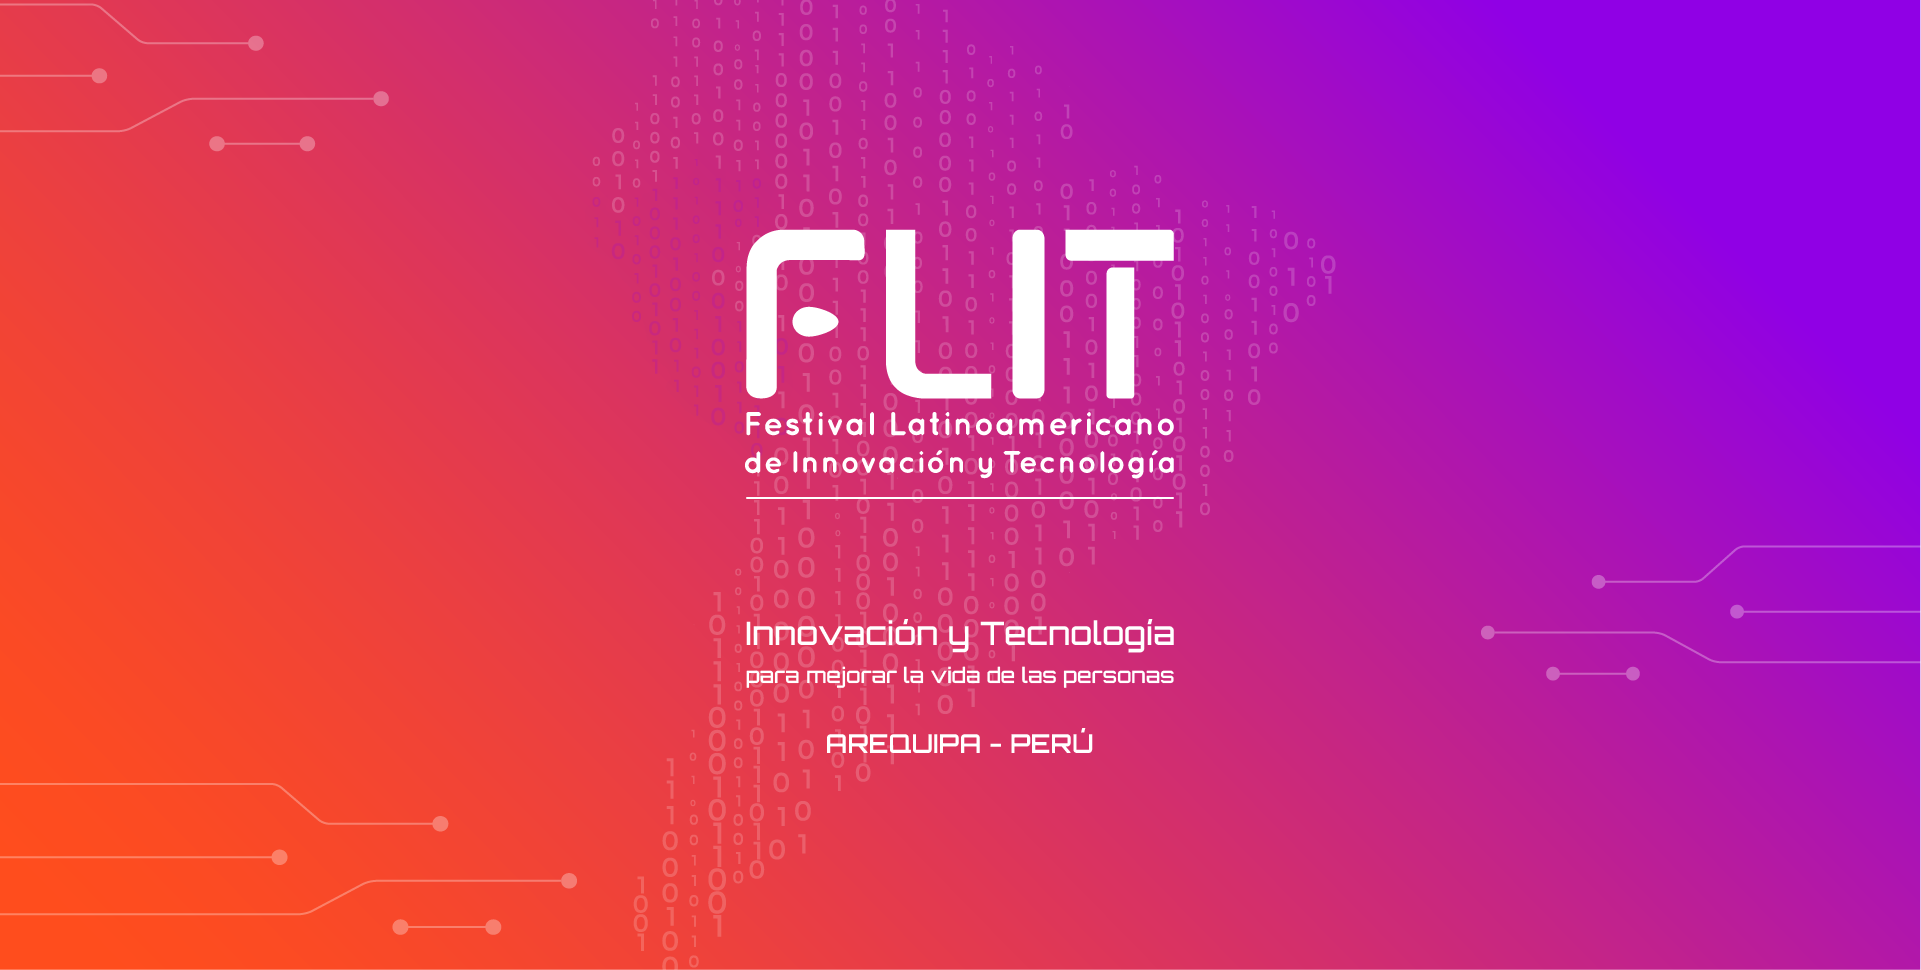 FLIT
Festival Latinoamericano
de Innovación y Tecnología
Innovación y Tecnología
para mejorar la vida de las personas
AREQUIPA - PERÚ